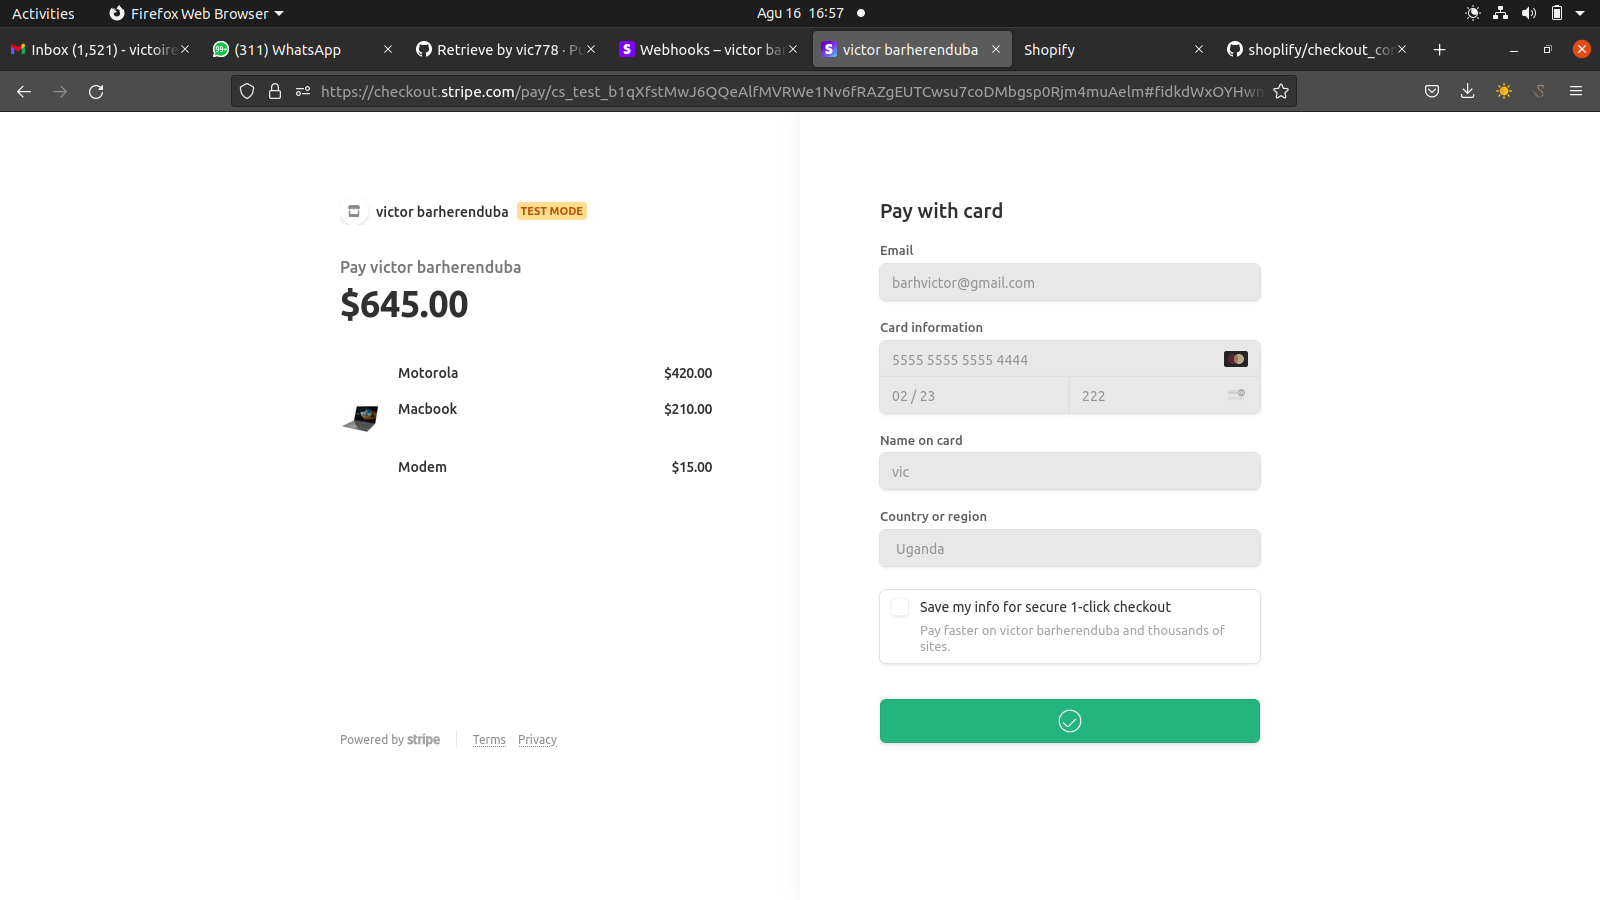 Activities
Firefox Web Browser
Agu 16 16:57
Inbox (1,521) - victoire
99+
(311) WhatsApp
Retrieve by vic778 · Pu
Webhooks – victor bar
victor barherenduba
Shopify
shoplify/checkout_con
https://checkout.stripe.com/pay/cs_test_b1qXfstMwJ6QQeAlfMVRWe1Nv6fRAZgEUTCwsu7coDMbgsp0Rjm4muAelm#fidkdWxOYHwn
victor barherenduba TEST MODE
Pay victor barherenduba
$645.00
Motorola $420.00
Macbook $210.00
Modem $15.00
Powered by stripe
Terms
Privacy
Pay with card
Email
barhvictor@gmail.com
Card information
5555 5555 5555 4444
02 / 23
222
Name on card
vic
Country or region
Uganda
Save my info for secure 1-click checkout
Pay faster on victor barherenduba and thousands of
sites.